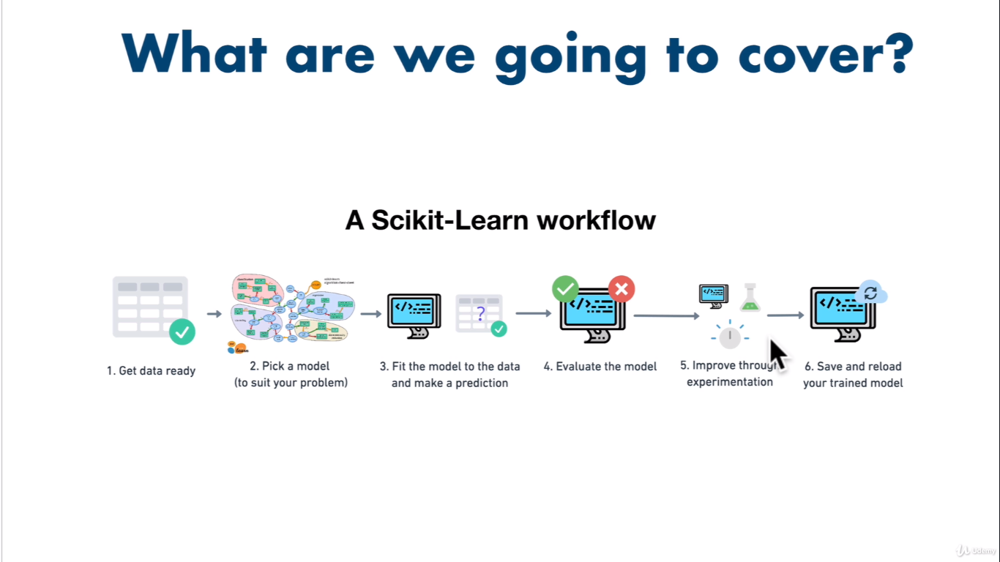 What are we going to cover?
A Scikit-Learn workflow
?
1. Get data ready
2. Pick a model
(to suit your problem)
3. Fit the model to the data
and make a prediction
4. Evaluate the model
5. Improve through
experimentation
6. Save and reload
your trained model
learn
Udemy